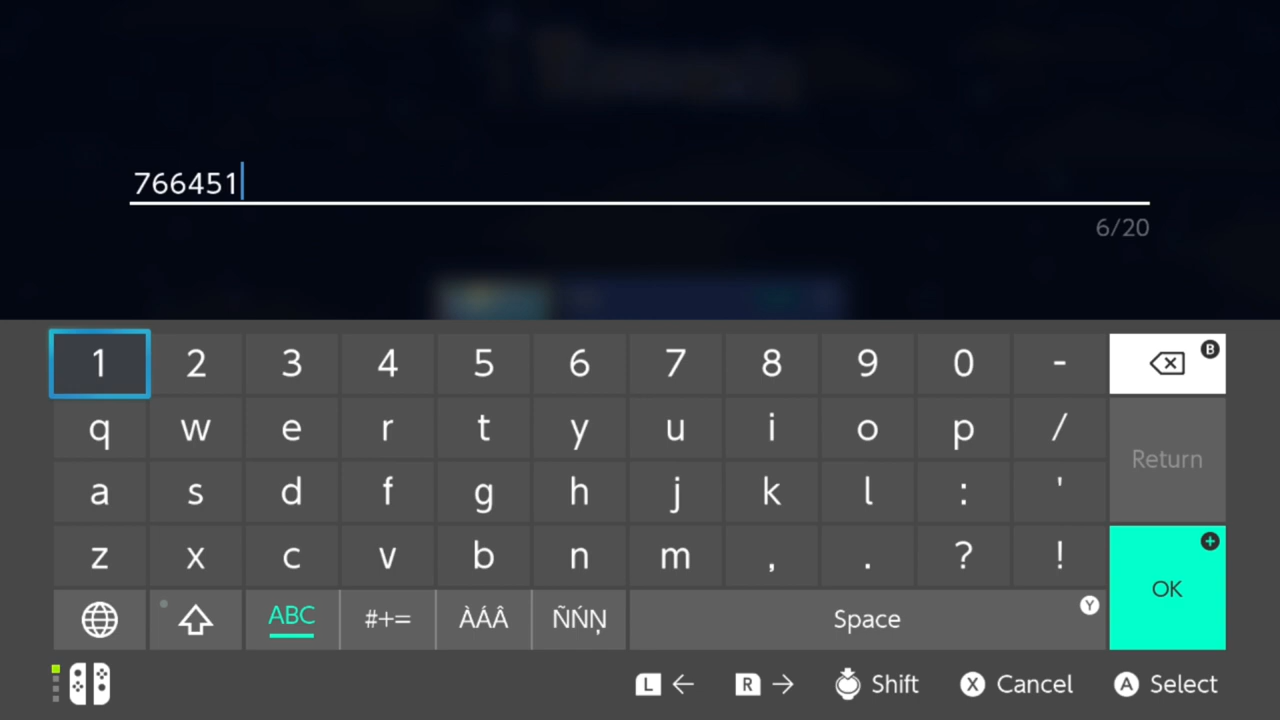 766451
6/20
1 2 3 4 5 6 7 8 9 0 - B
q w e r t y u i o p /
Return
a s d f g h j k l : '
z x c v b n m , . ? !
OK
ABC #+= ÀÁÂ ÑŃŅ Space Y
L ← R → Shift X Cancel A Select